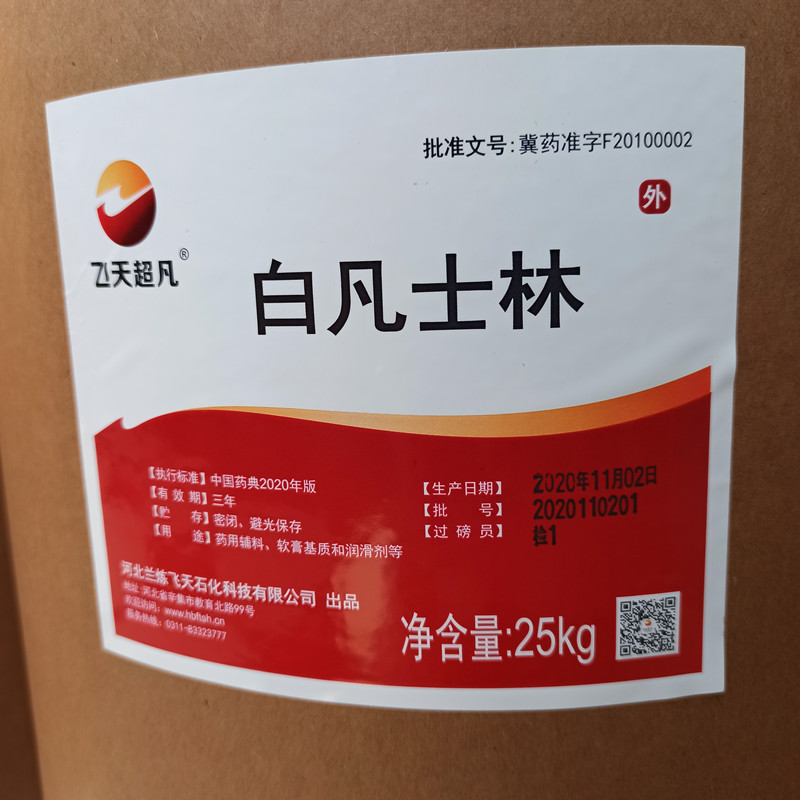 批准文号:冀药准字F20100002
外
飞天超凡®
白凡士林
【执行标准】中国药典2020年版
【有 效 期】三年
【贮 存】密闭、避光保存
【用 途】药用辅料、软膏基质和润滑剂等
【生产日期】 2020年11月02日
【批 号】 2020110201
【过 磅 员】 检1
河北兰炼飞天石化科技有限公司 出品
地址:河北省辛集市教育北路99号
欢迎访问:www.hbftsh.cn
服务热线:0311-83323777
净含量:25kg